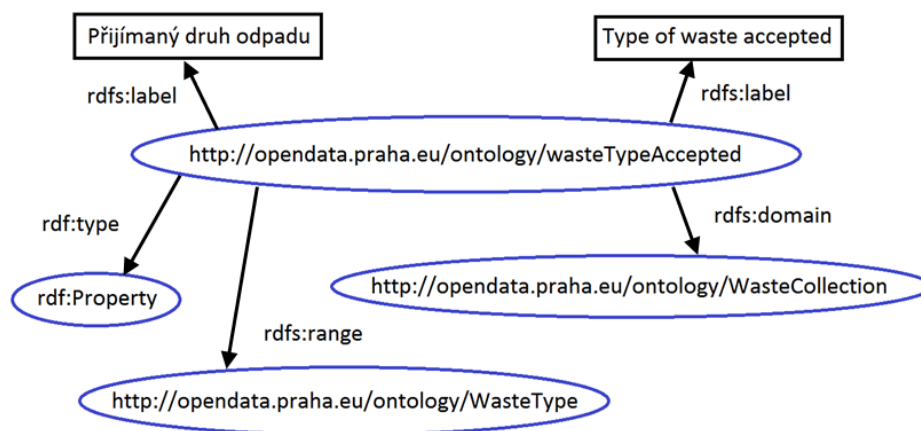 Přijímaný druh odpadu
Type of waste accepted
rdfs:label
rdfs:label
http://opendata.praha.eu/ontology/wasteTypeAccepted
rdf:type
rdfs:domain
rdf:Property
http://opendata.praha.eu/ontology/WasteCollection
rdfs:range
http://opendata.praha.eu/ontology/WasteType